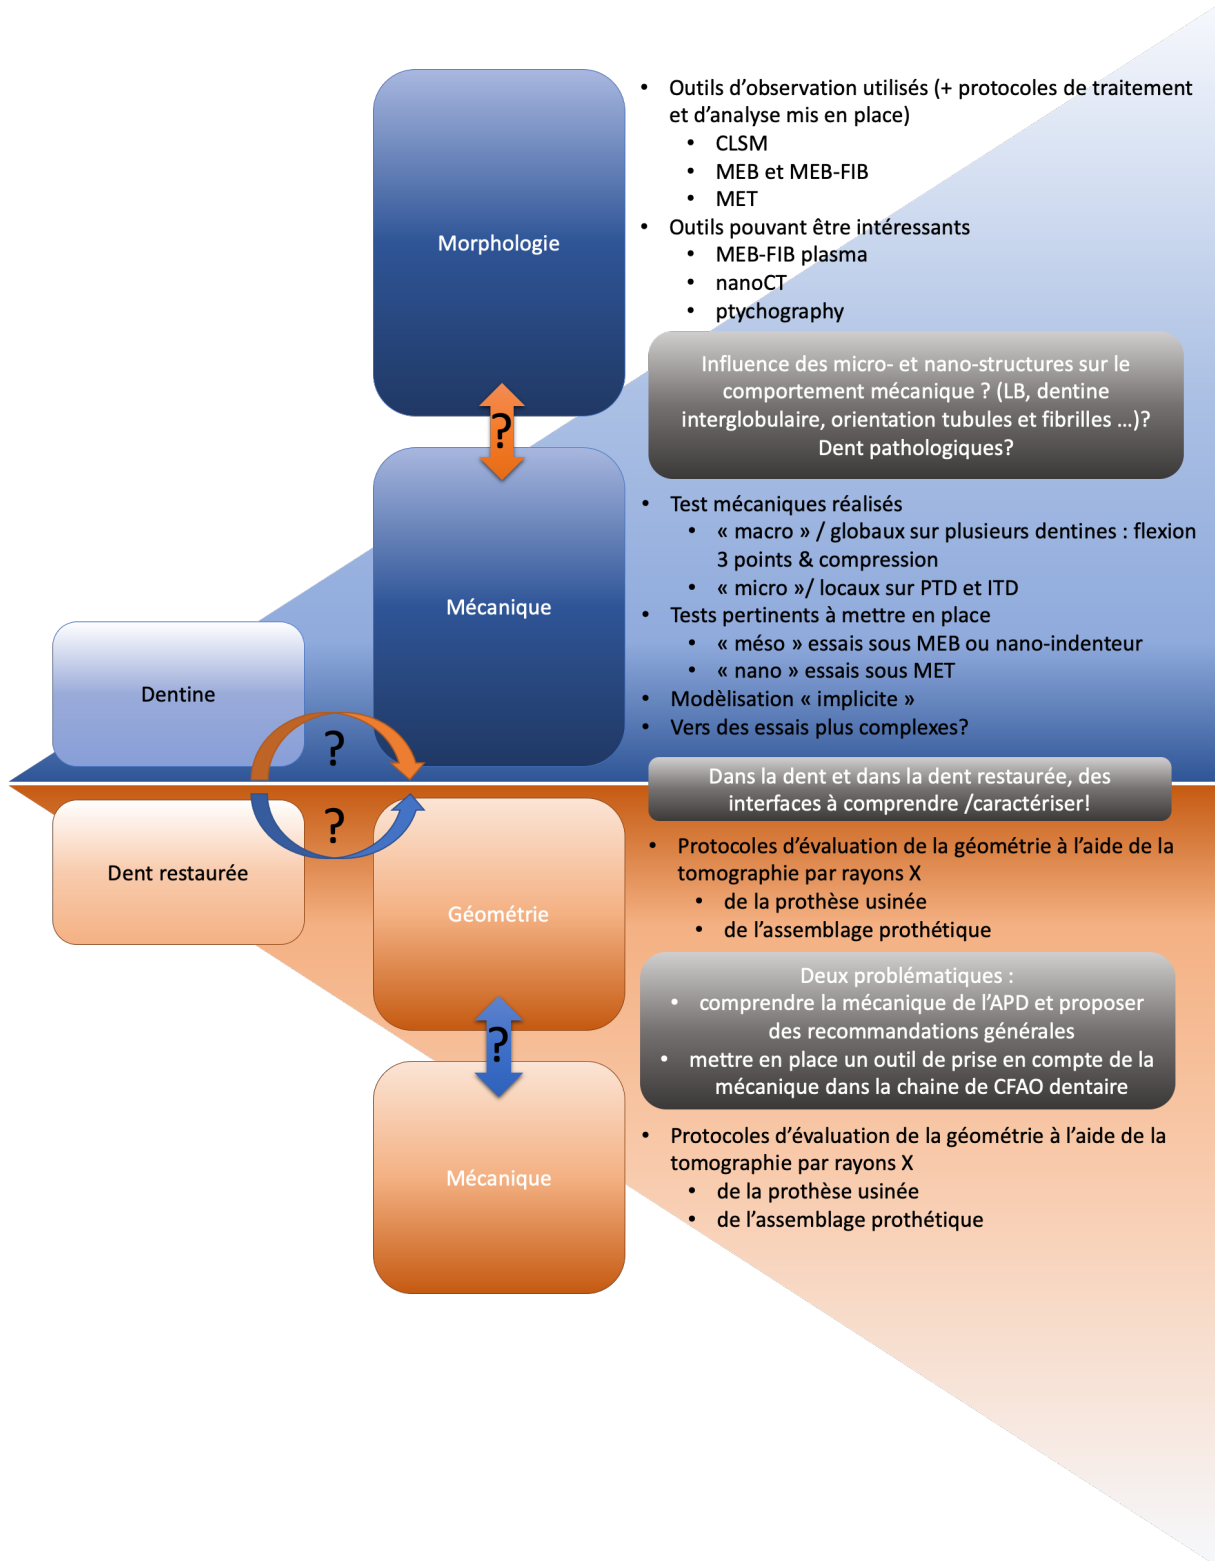 • Outils d’observation utilisés (+ protocoles de traitement
et d’analyse mis en place)
• CLSM
• MEB et MEB-FIB
• MET
Morphologie
• Outils pouvant être intéressants
• MEB-FIB plasma
• nanoCT
• ptychography
Influence des micro- et nano-structures sur le
comportement mécanique ? (LB, dentine
interglobulaire, orientation tubules et fibrilles …)?
Dent pathologiques?
?
• Test mécaniques réalisés
• « macro » / globaux sur plusieurs dentines : flexion
3 points & compression
• « micro »/ locaux sur PTD et ITD
Mécanique
• Tests pertinents à mettre en place
• « méso » essais sous MEB ou nano-indenteur
• « nano » essais sous MET
• Modèlisation « implicite »
• Vers des essais plus complexes?
Dentine
?
Dans la dent et dans la dent restaurée, des
interfaces à comprendre /caractériser!
?
Dent restaurée
• Protocoles d’évaluation de la géométrie à l’aide de la
tomographie par rayons X
• de la prothèse usinée
• de l’assemblage prothétique
Géométrie
Deux problématiques :
• comprendre la mécanique de l’APD et proposer
des recommandations générales
• mettre en place un outil de prise en compte de la
mécanique dans la chaine de CFAO dentaire
?
• Protocoles d’évaluation de la géométrie à l’aide de la
tomographie par rayons X
• de la prothèse usinée
• de l’assemblage prothétique
Mécanique